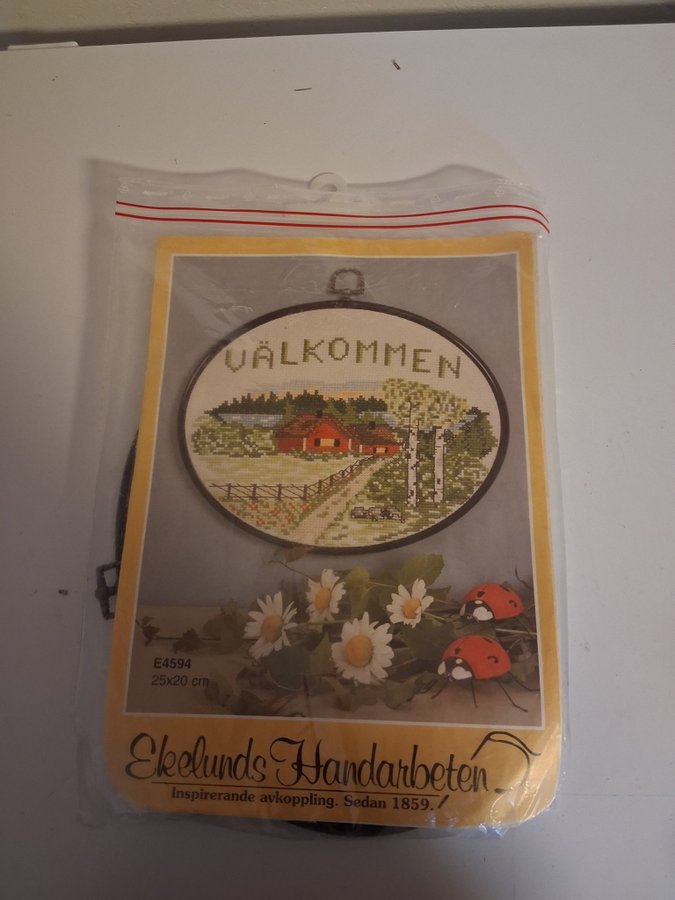 VÄLKOMMEN
E4594
25x20 cm
Ekelunds Handarbeten
Inspirerande avkoppling. Sedan 1859.